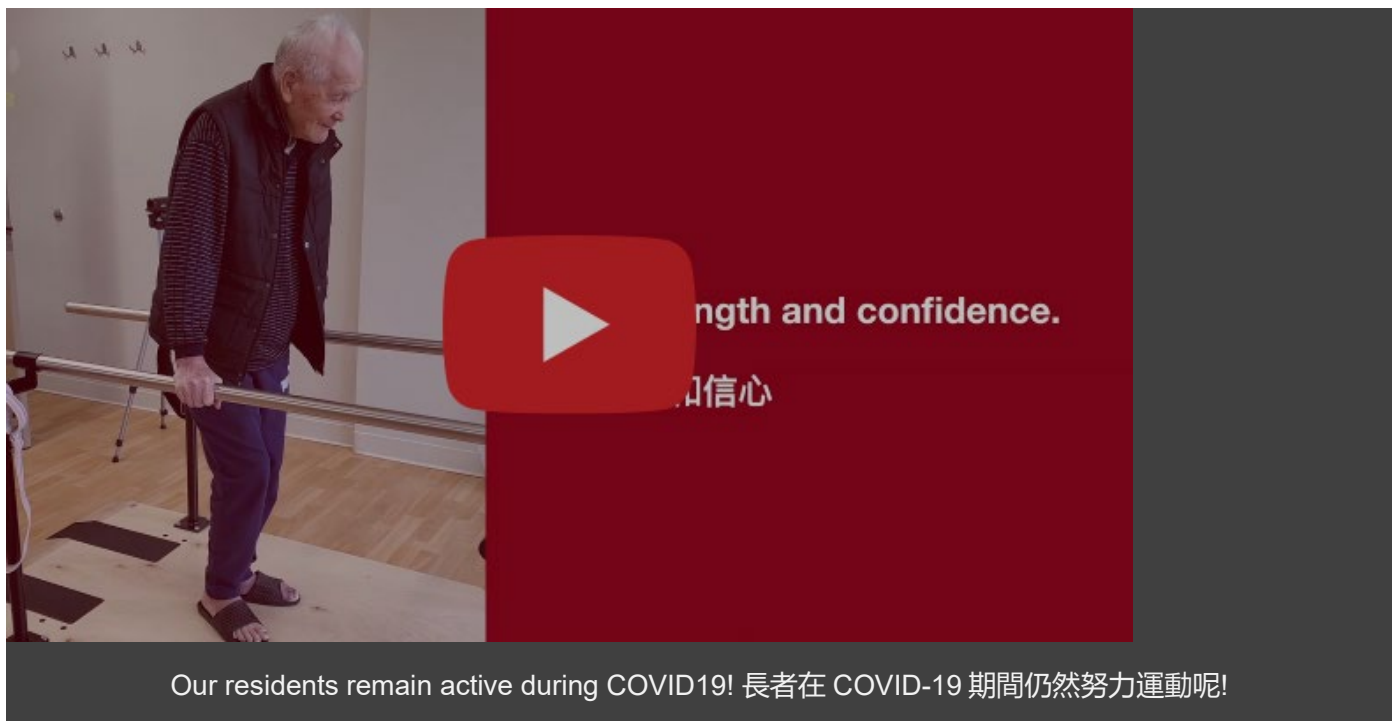 ngth and confidence.
信心
Our residents remain active during COVID19! 長者在 COVID-19 期間仍然努力運動呢!